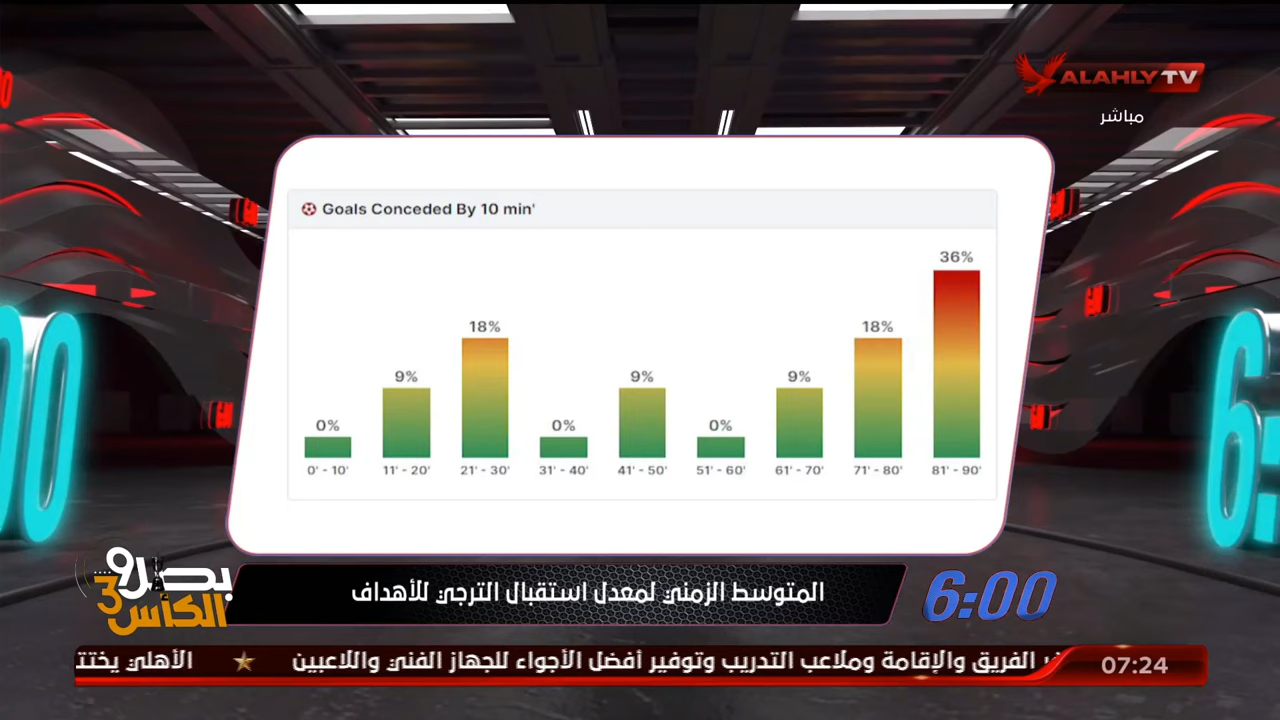 ALAHLY TV
مباشر
Goals Conceded By 10 min'
36%
18%
18%
9%
9%
9%
0%
0%
0%
0' - 10'
11' - 20'
21' - 30'
31' - 40'
41' - 50'
51' - 60'
61' - 70'
71' - 80'
81' - 90'
المتوسط الزمني لمعدل استقبال الترجي للأهداف
6:00
الكأس
الفريق والإقامة وملاعب التدريب وتوفير أفضل الأجواء للجهاز الفني واللاعبين ★ الأهلي
07:24